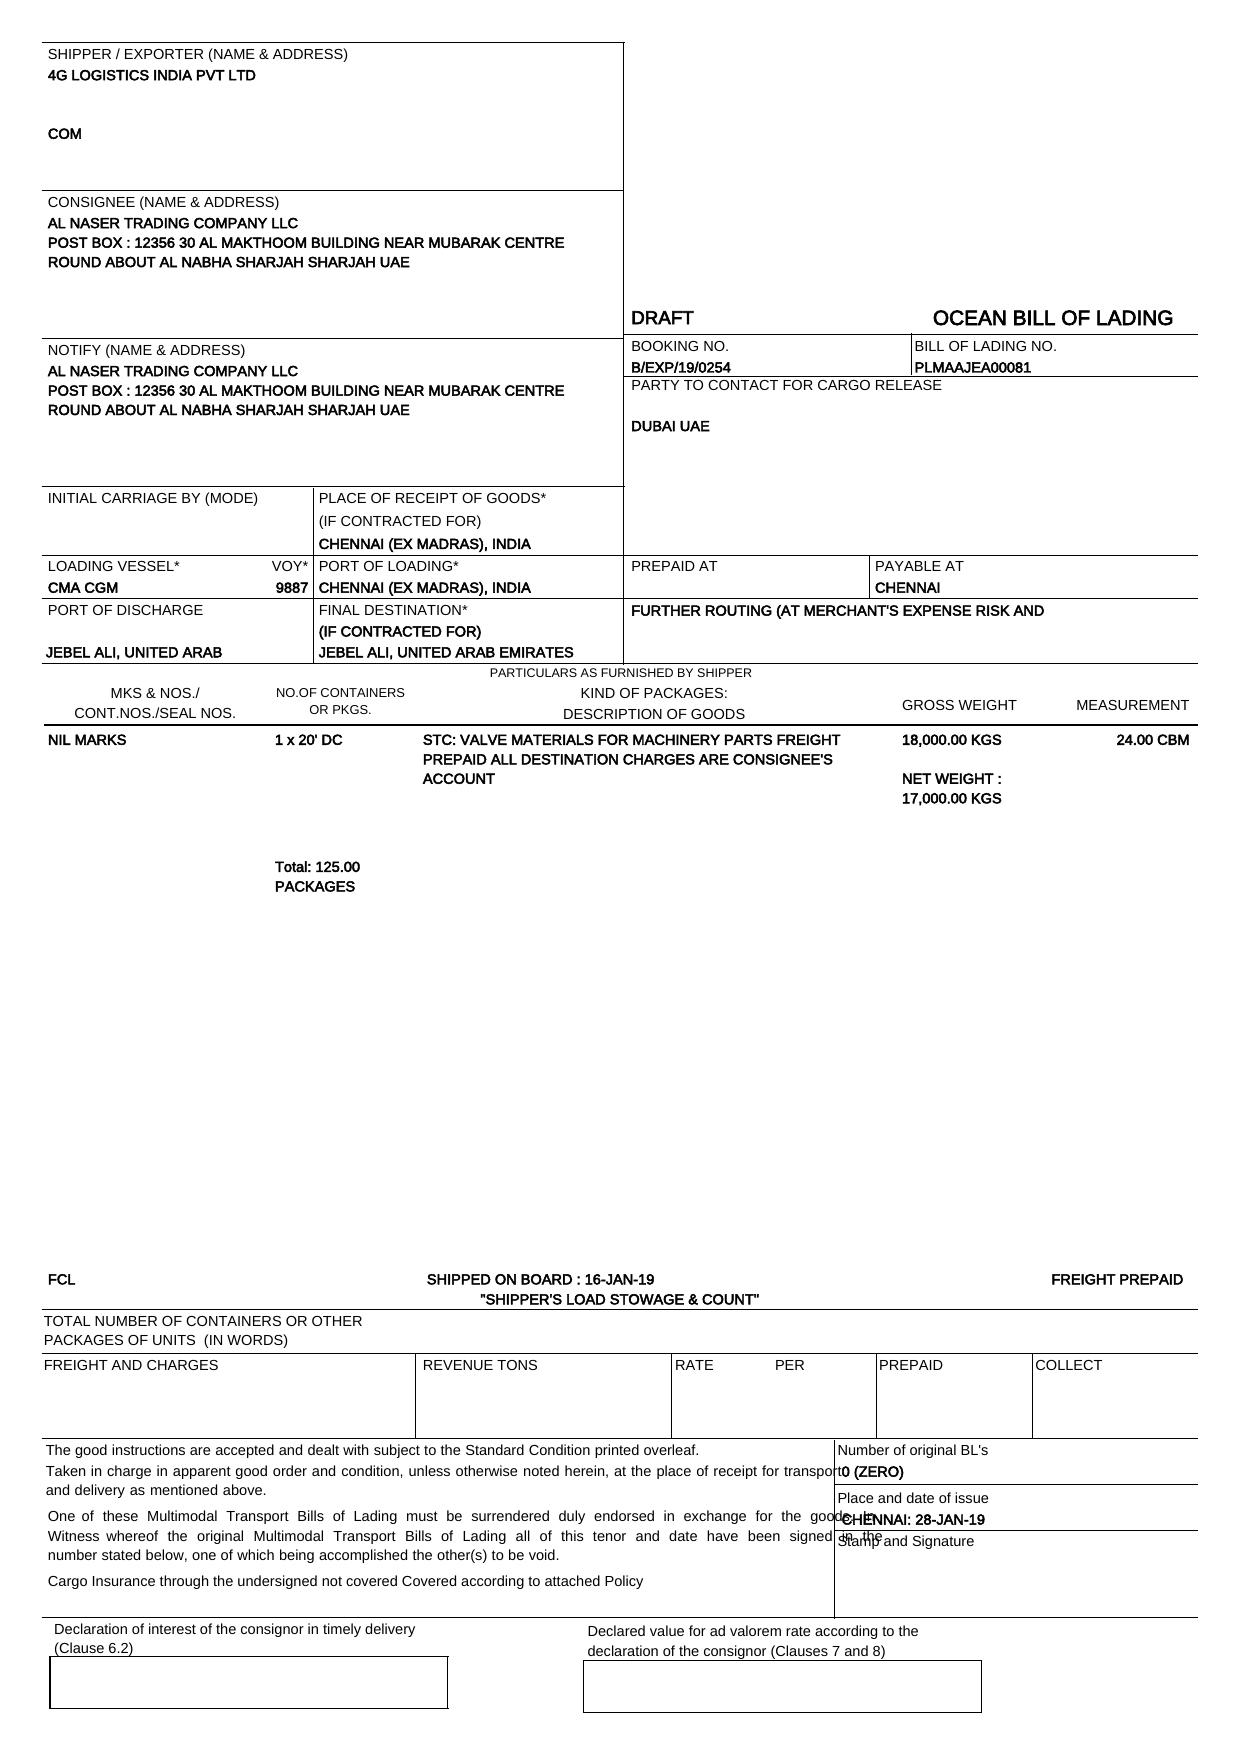 SHIPPER / EXPORTER (NAME & ADDRESS)
4G LOGISTICS INDIA PVT LTD
COM
CONSIGNEE (NAME & ADDRESS)
AL NASER TRADING COMPANY LLC
POST BOX : 12356 30 AL MAKTHOOM BUILDING NEAR MUBARAK CENTRE
ROUND ABOUT AL NABHA SHARJAH SHARJAH UAE
DRAFT OCEAN BILL OF LADING
NOTIFY (NAME & ADDRESS)
AL NASER TRADING COMPANY LLC
POST BOX : 12356 30 AL MAKTHOOM BUILDING NEAR MUBARAK CENTRE
ROUND ABOUT AL NABHA SHARJAH SHARJAH UAE
BOOKING NO. BILL OF LADING NO.
B/EXP/19/0254 PLMAAJEA00081
PARTY TO CONTACT FOR CARGO RELEASE
DUBAI UAE
INITIAL CARRIAGE BY (MODE) PLACE OF RECEIPT OF GOODS*
(IF CONTRACTED FOR)
CHENNAI (EX MADRAS), INDIA
LOADING VESSEL* VOY* PORT OF LOADING* PREPAID AT PAYABLE AT
CMA CGM 9887 CHENNAI (EX MADRAS), INDIA CHENNAI
PORT OF DISCHARGE FINAL DESTINATION* FURTHER ROUTING (AT MERCHANT'S EXPENSE RISK AND
(IF CONTRACTED FOR)
JEBEL ALI, UNITED ARAB JEBEL ALI, UNITED ARAB EMIRATES
PARTICULARS AS FURNISHED BY SHIPPER
MKS & NOS./ NO.OF CONTAINERS KIND OF PACKAGES: GROSS WEIGHT MEASUREMENT
CONT.NOS./SEAL NOS. OR PKGS. DESCRIPTION OF GOODS
NIL MARKS 1 x 20' DC STC: VALVE MATERIALS FOR MACHINERY PARTS FREIGHT 18,000.00 KGS 24.00 CBM
PREPAID ALL DESTINATION CHARGES ARE CONSIGNEE'S
ACCOUNT NET WEIGHT :
17,000.00 KGS
Total: 125.00
PACKAGES
FCL SHIPPED ON BOARD : 16-JAN-19 FREIGHT PREPAID
"SHIPPER'S LOAD STOWAGE & COUNT"
TOTAL NUMBER OF CONTAINERS OR OTHER
PACKAGES OF UNITS (IN WORDS)
FREIGHT AND CHARGES REVENUE TONS RATE PER PREPAID COLLECT
The good instructions are accepted and dealt with subject to the Standard Condition printed overleaf.
Taken in charge in apparent good order and condition, unless otherwise noted herein, at the place of receipt for transport
and delivery as mentioned above.
One of these Multimodal Transport Bills of Lading must be surrendered duly endorsed in exchange for the goods. In
Witness whereof the original Multimodal Transport Bills of Lading all of this tenor and date have been signed in the
number stated below, one of which being accomplished the other(s) to be void.
Cargo Insurance through the undersigned not covered Covered according to attached Policy
Number of original BL's
0 (ZERO)
Place and date of issue
CHENNAI: 28-JAN-19
Stamp and Signature
Declaration of interest of the consignor in timely delivery
(Clause 6.2)
Declared value for ad valorem rate according to the
declaration of the consignor (Clauses 7 and 8)